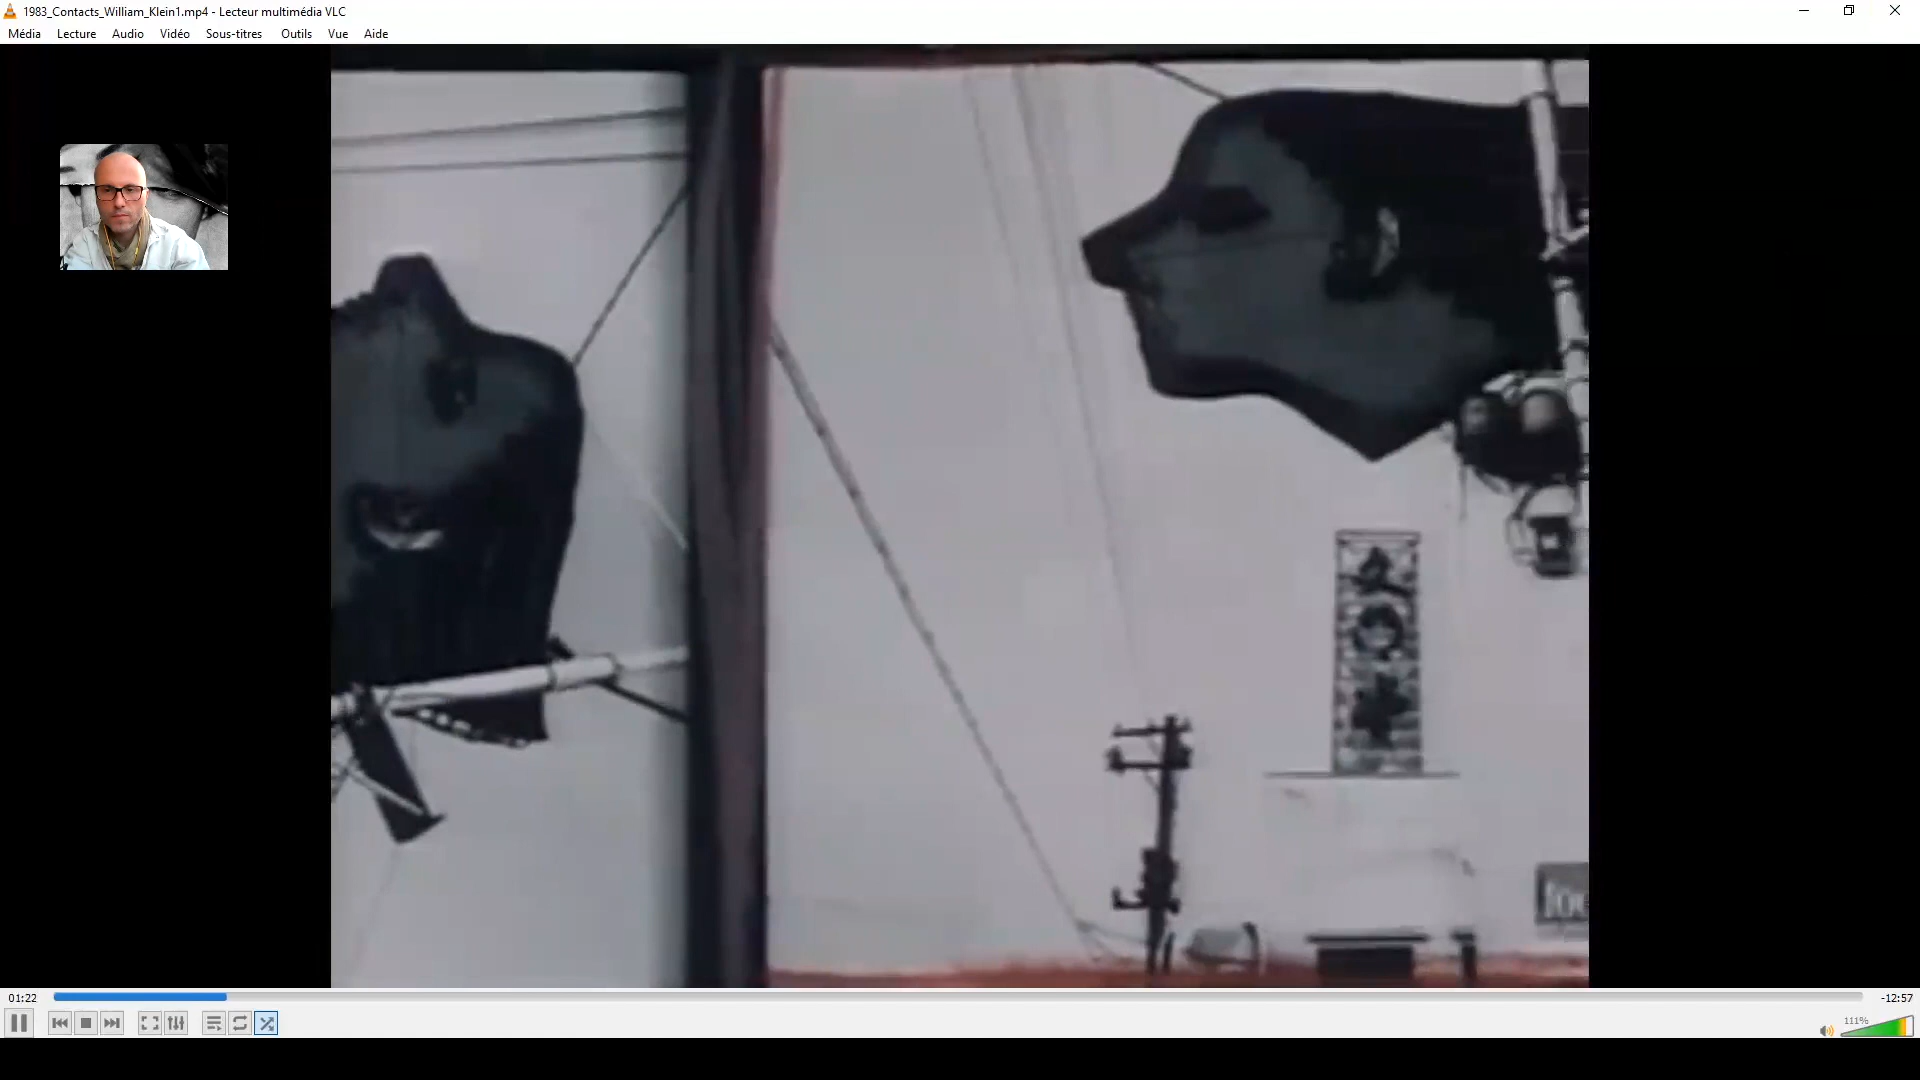 1983_Contacts_William_Klein1.mp4 - Lecteur multimédia VLC
Média Lecture Audio Vidéo Sous-titres Outils Vue Aide
01:22
-12:57
111%